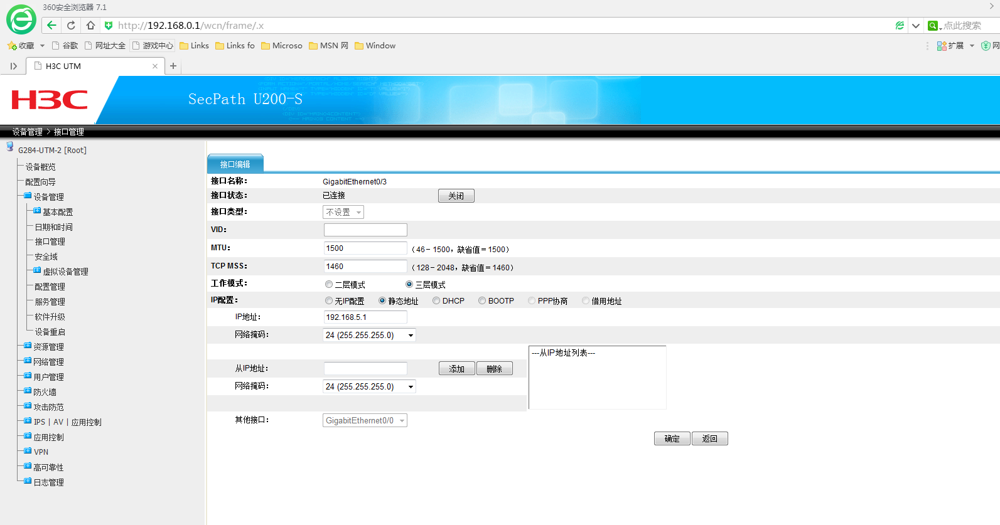 360安全浏览器 7.1
http://192.168.0.1/wcn/frame/.x
点此搜索
收藏 谷歌 网址大全 游戏中心 Links Links fo Microso MSN 网 Window 扩展 网
H3C UTM
H3C SecPath U200-S
设备管理 > 接口管理
G284-UTM-2 [Root]
设备概览
配置向导
设备管理
基本配置
日期和时间
接口管理
安全域
虚拟设备管理
配置管理
服务管理
软件升级
设备重启
资源管理
网络管理
用户管理
防火墙
攻击防范
IPS | AV | 应用控制
应用控制
VPN
高可靠性
日志管理
接口编辑
接口名称： GigabitEthernet0/3
接口状态： 已连接 关闭
接口类型： 不设置
VID：
MTU： 1500 （46－1500，缺省值＝1500）
TCP MSS： 1460 （128－2048，缺省值＝1460）
工作模式： 二层模式 三层模式
IP配置： 无IP配置 静态地址 DHCP BOOTP PPP协商 借用地址
IP地址： 192.168.5.1
网络掩码： 24 (255.255.255.0)
---从IP地址列表---
从IP地址： 添加 删除
网络掩码： 24 (255.255.255.0)
其他接口： GigabitEthernet0/0
确定 返回